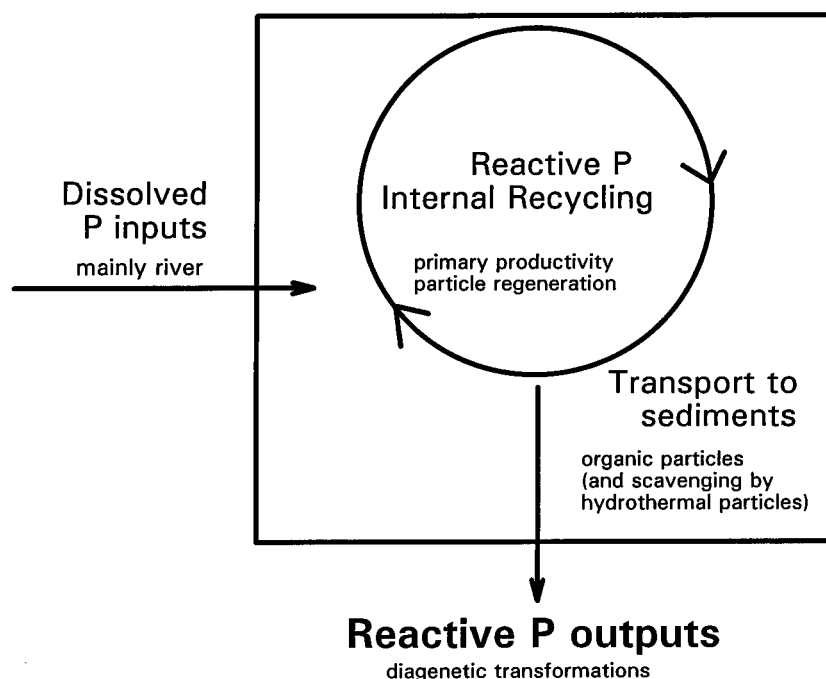 Reactive P
Internal Recycling
primary productivity
particle regeneration
Dissolved
P inputs
mainly river
Transport to
sediments
organic particles
(and scavenging by
hydrothermal particles)
Reactive P outputs
diagenetic transformations